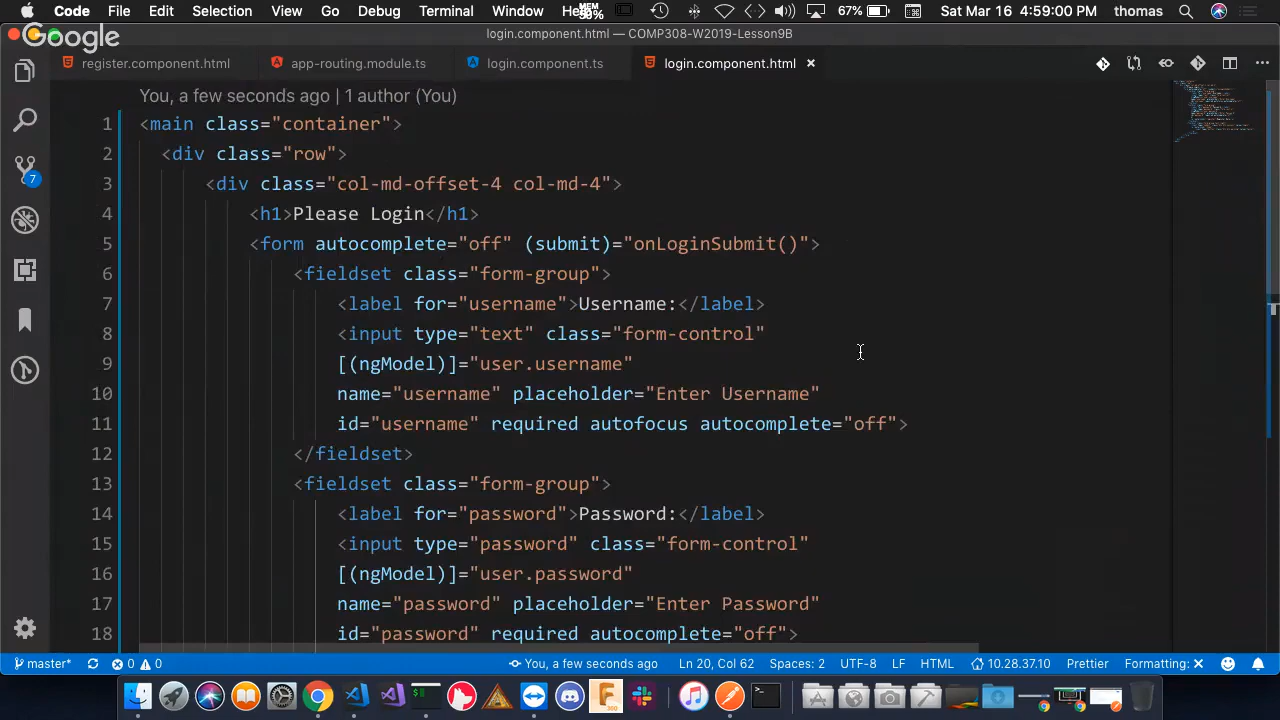 Code File Edit Selection View Go Debug Terminal Window Help MEM 50% 67% Sat Mar 16 4:59:00 PM thomas
Google
login.component.html — COMP308-W2019-Lesson9B
register.component.html app-routing.module.ts login.component.ts login.component.html
You, a few seconds ago | 1 author (You)
1 <main class="container">
2 <div class="row">
3 <div class="col-md-offset-4 col-md-4">
4 <h1>Please Login</h1>
5 <form autocomplete="off" (submit)="onLoginSubmit()">
6 <fieldset class="form-group">
7 <label for="username">Username:</label>
8 <input type="text" class="form-control"
9 [(ngModel)]="user.username"
10 name="username" placeholder="Enter Username"
11 id="username" required autofocus autocomplete="off">
12 </fieldset>
13 <fieldset class="form-group">
14 <label for="password">Password:</label>
15 <input type="password" class="form-control"
16 [(ngModel)]="user.password"
17 name="password" placeholder="Enter Password"
18 id="password" required autocomplete="off">
7
master* 0 0 You, a few seconds ago Ln 20, Col 62 Spaces: 2 UTF-8 LF HTML 10.28.37.10 Prettier Formatting: ✕